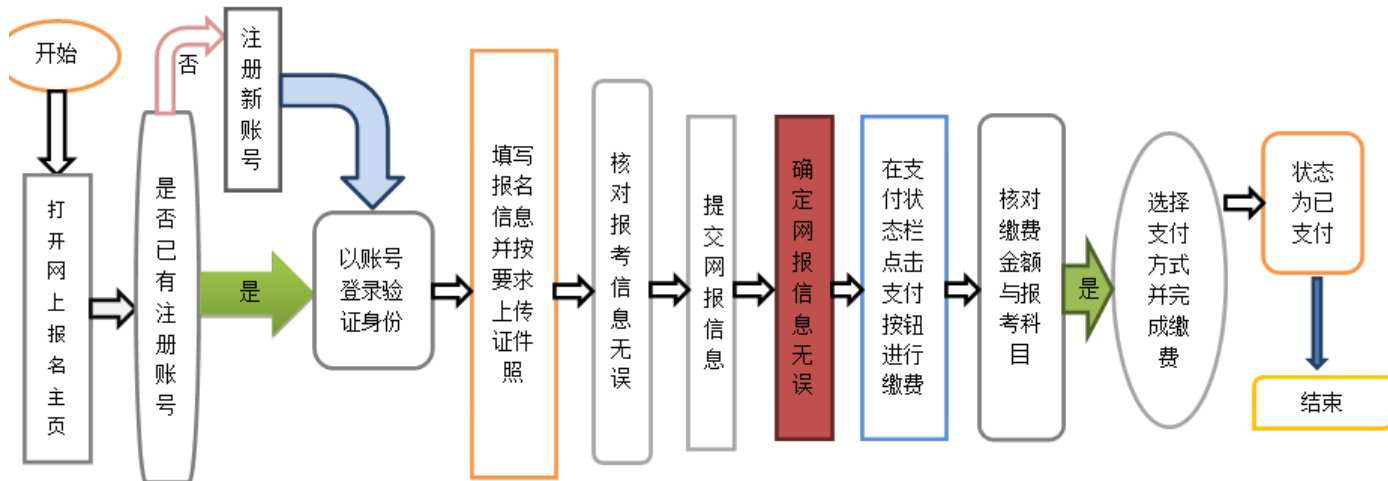 开始
打开网上报名主页
是否已有注册账号
否
注册新账号
是
以账号
登录验
证身份
填写
报名
信息
并按
要求
上传
证件
照
核对报考信息无误
提交网报信息
确定网报信息无误
在支
付状
态栏
点击
支付
按钮
进行
缴费
核对
缴费
金额
与报
考科
目
是
选择
支付
方式
并完
成缴
费
状态
为已
支付
结束